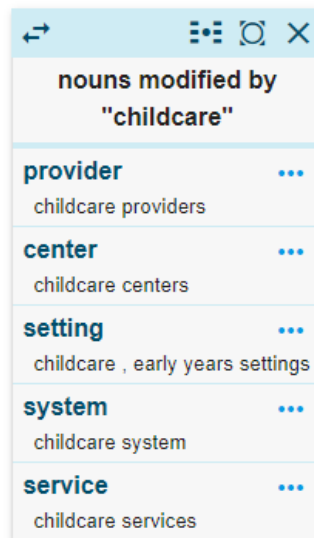 nouns modified by
"childcare"
provider
childcare providers
center
childcare centers
setting
childcare , early years settings
system
childcare system
service
childcare services